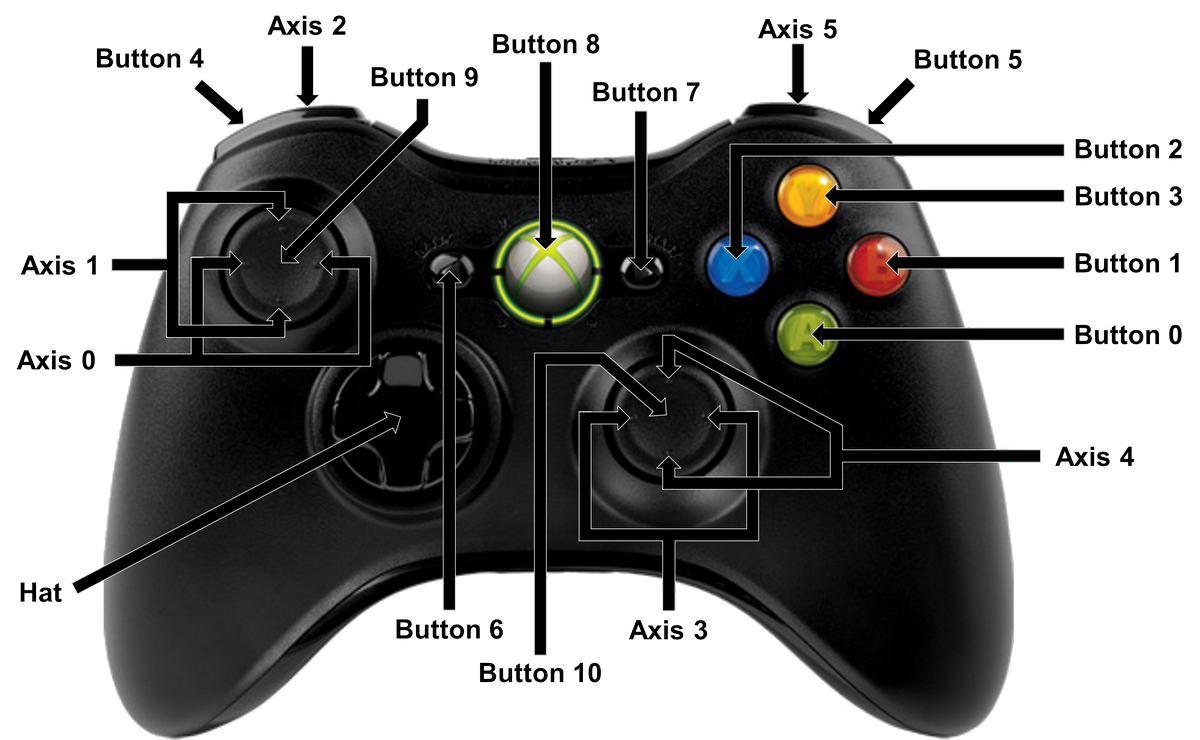 Axis 2
Axis 5
Button 4
Button 8
Button 5
Button 9
Button 7
Button 2
Y
Button 3
Axis 1
X
B
Button 1
A
Button 0
Axis 0
Axis 4
Hat
Button 6
Axis 3
Button 10